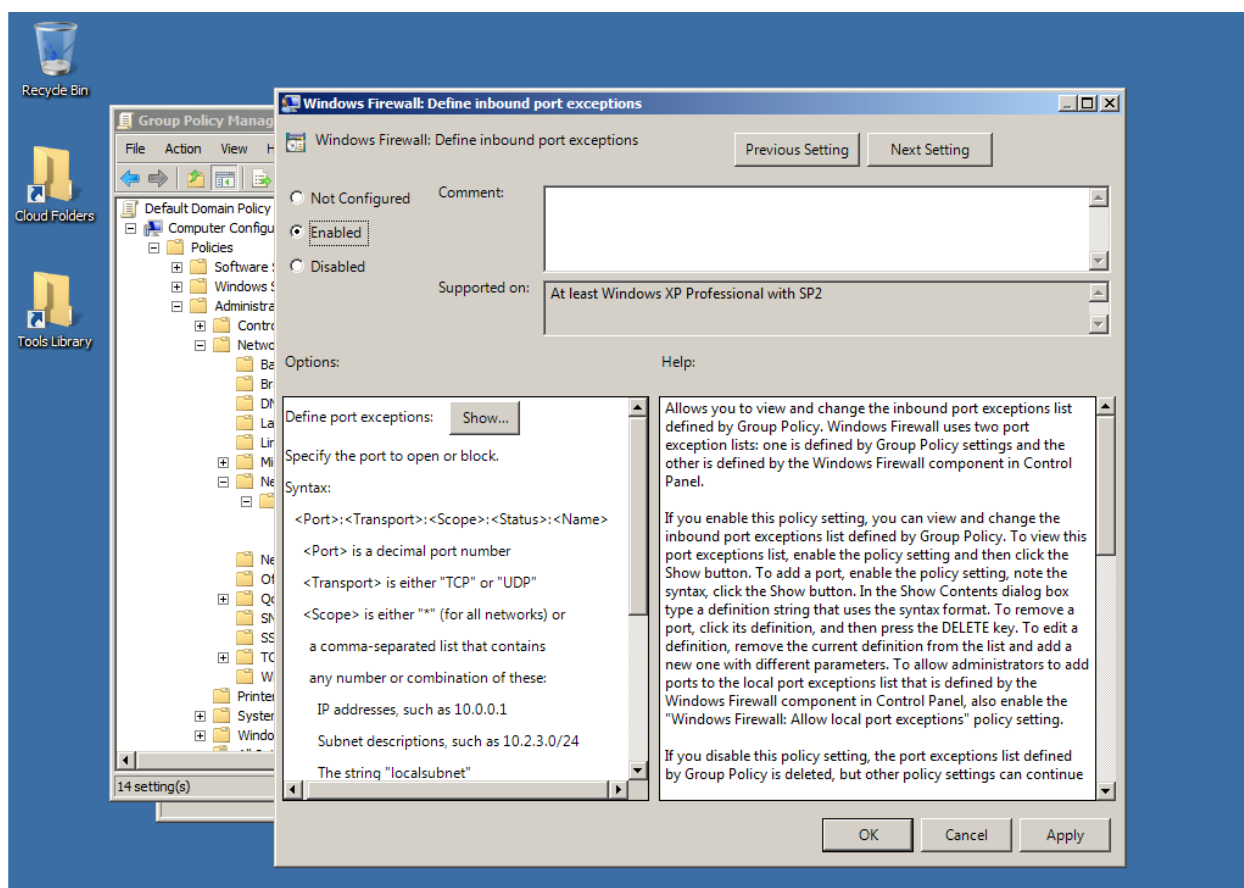 Recycle Bin
Cloud Folders
Tools Library
Group Policy Manag
File Action View H
Default Domain Policy
Computer Configu
Policies
Software
Windows S
Administra
Contro
Netwo
Ba
Br
DN
La
Lin
Mi
Ne
Ne
Of
Qo
SN
SS
TC
W
Printe
System
Windo
14 setting(s)
Windows Firewall: Define inbound port exceptions
Windows Firewall: Define inbound port exceptions
Previous Setting
Next Setting
Not Configured
Enabled
Disabled
Comment:
Supported on:
At least Windows XP Professional with SP2
Options:
Help:
Define port exceptions:
Show...
Specify the port to open or block.
Syntax:
<Port>:<Transport>:<Scope>:<Status>:<Name>
<Port> is a decimal port number
<Transport> is either "TCP" or "UDP"
<Scope> is either "*" (for all networks) or
a comma-separated list that contains
any number or combination of these:
IP addresses, such as 10.0.0.1
Subnet descriptions, such as 10.2.3.0/24
The string "localsubnet"
Allows you to view and change the inbound port exceptions list
defined by Group Policy. Windows Firewall uses two port
exception lists: one is defined by Group Policy settings and the
other is defined by the Windows Firewall component in Control
Panel.
If you enable this policy setting, you can view and change the
inbound port exceptions list defined by Group Policy. To view this
port exceptions list, enable the policy setting and then click the
Show button. To add a port, enable the policy setting, note the
syntax, click the Show button. In the Show Contents dialog box
type a definition string that uses the syntax format. To remove a
port, click its definition, and then press the DELETE key. To edit a
definition, remove the current definition from the list and add a
new one with different parameters. To allow administrators to add
ports to the local port exceptions list that is defined by the
Windows Firewall component in Control Panel, also enable the
"Windows Firewall: Allow local port exceptions" policy setting.
If you disable this policy setting, the port exceptions list defined
by Group Policy is deleted, but other policy settings can continue
OK
Cancel
Apply